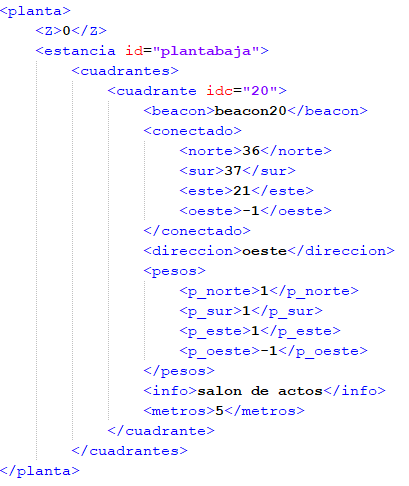 <planta>
<Z>0</Z>
<estancia id="plantabaja">
<cuadrantes>
<cuadrante idc="20">
<beacon>beacon20</beacon>
<conectado>
<norte>36</norte>
<sur>37</sur>
<este>21</este>
<oeste>-1</oeste>
</conectado>
<direccion>oeste</direccion>
<pesos>
<p_norte>1</p_norte>
<p_sur>1</p_sur>
<p_este>1</p_este>
<p_oeste>-1</p_oeste>
</pesos>
<info>salon de actos</info>
<metros>5</metros>
</cuadrante>
</cuadrantes>
</planta>